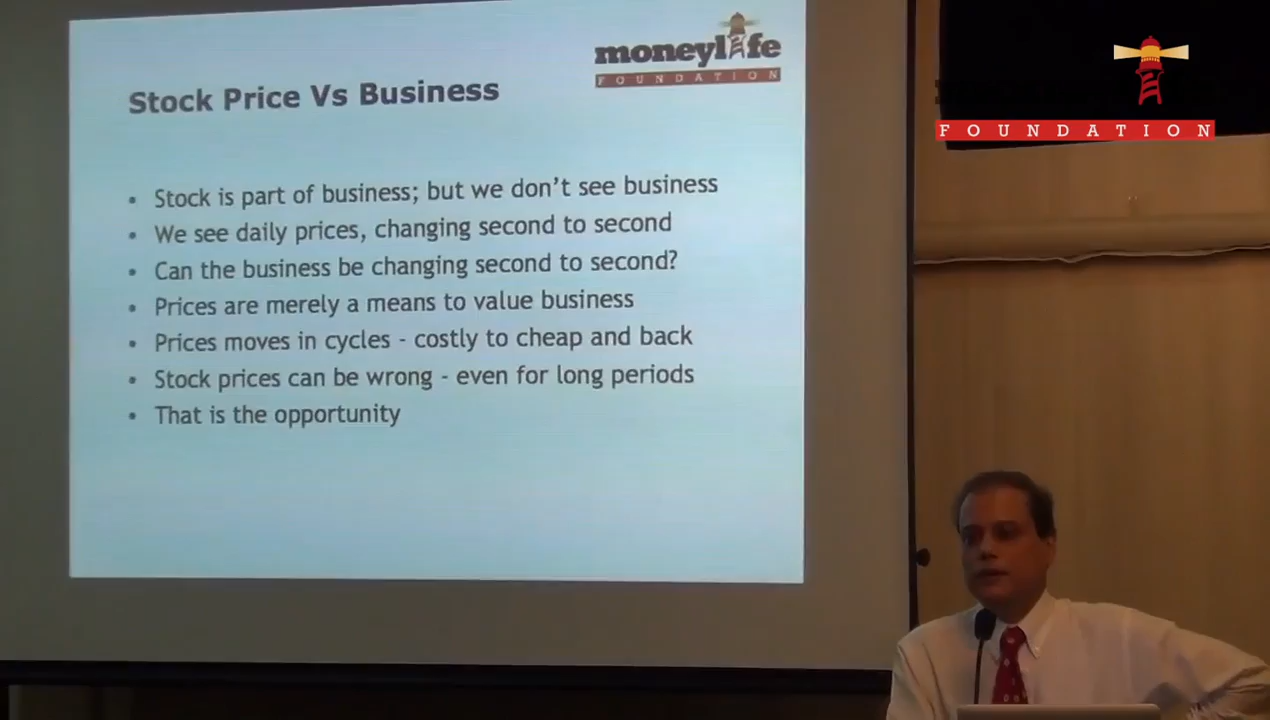 moneylife
FOUNDATION
Stock Price Vs Business
• Stock is part of business; but we don't see business
• We see daily prices, changing second to second
• Can the business be changing second to second?
• Prices are merely a means to value business
• Prices moves in cycles - costly to cheap and back
• Stock prices can be wrong - even for long periods
• That is the opportunity
FOUNDATION